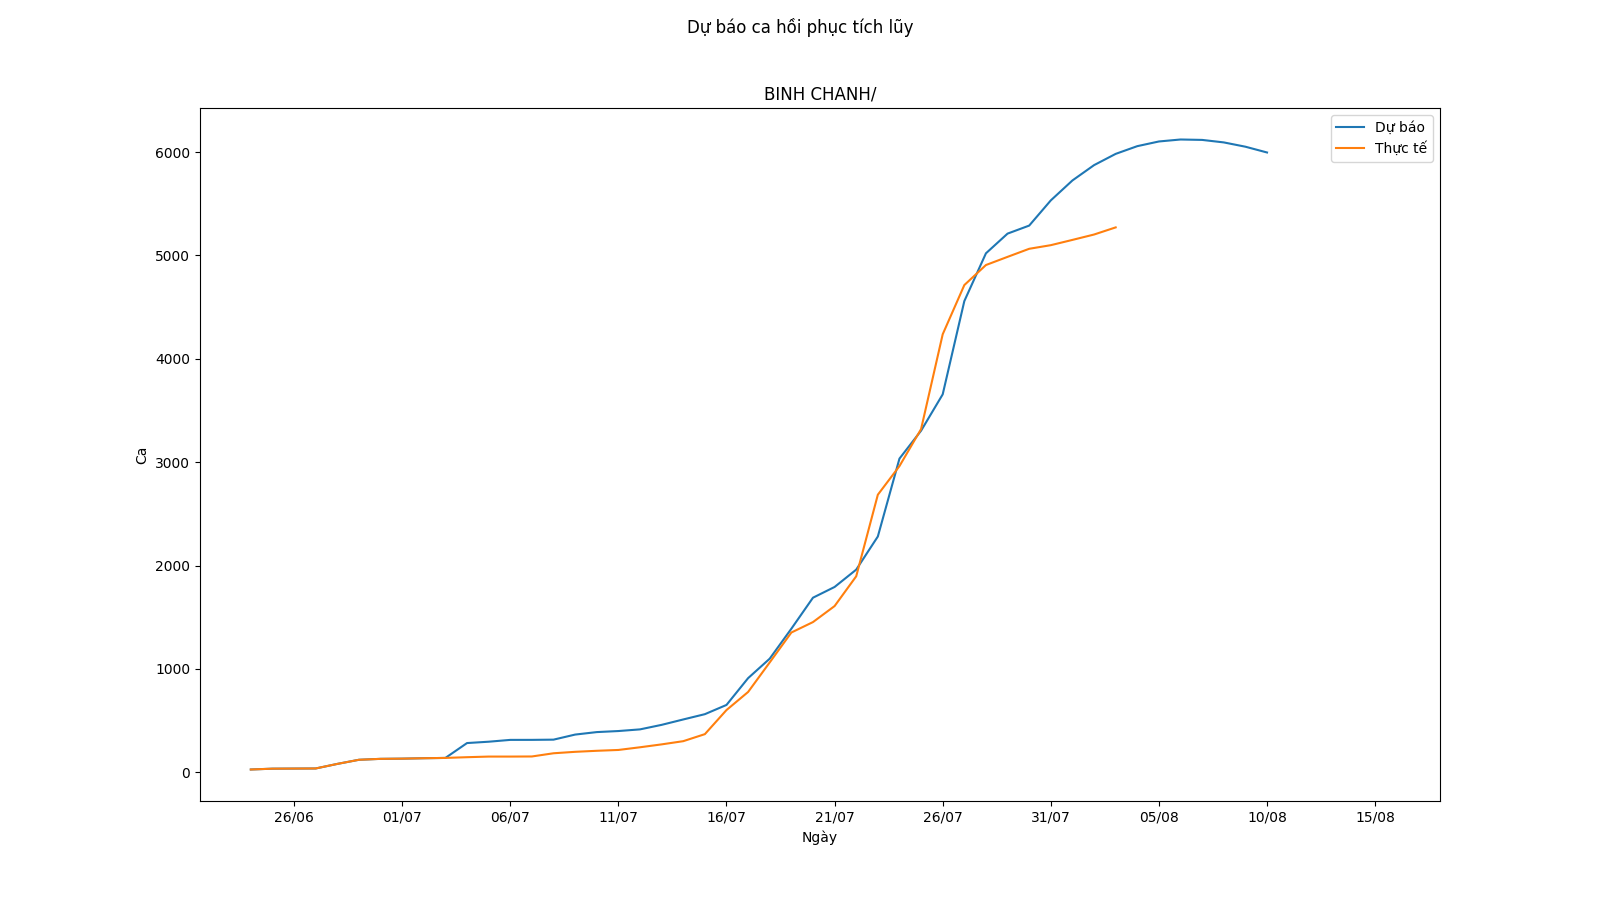 Dự báo ca hồi phục tích lũy
BINH CHANH/
Dự báo
Thực tế
6000
5000
4000
3000
2000
1000
0
Ca
26/06 01/07 06/07 11/07 16/07 21/07 26/07 31/07 05/08 10/08 15/08
Ngày